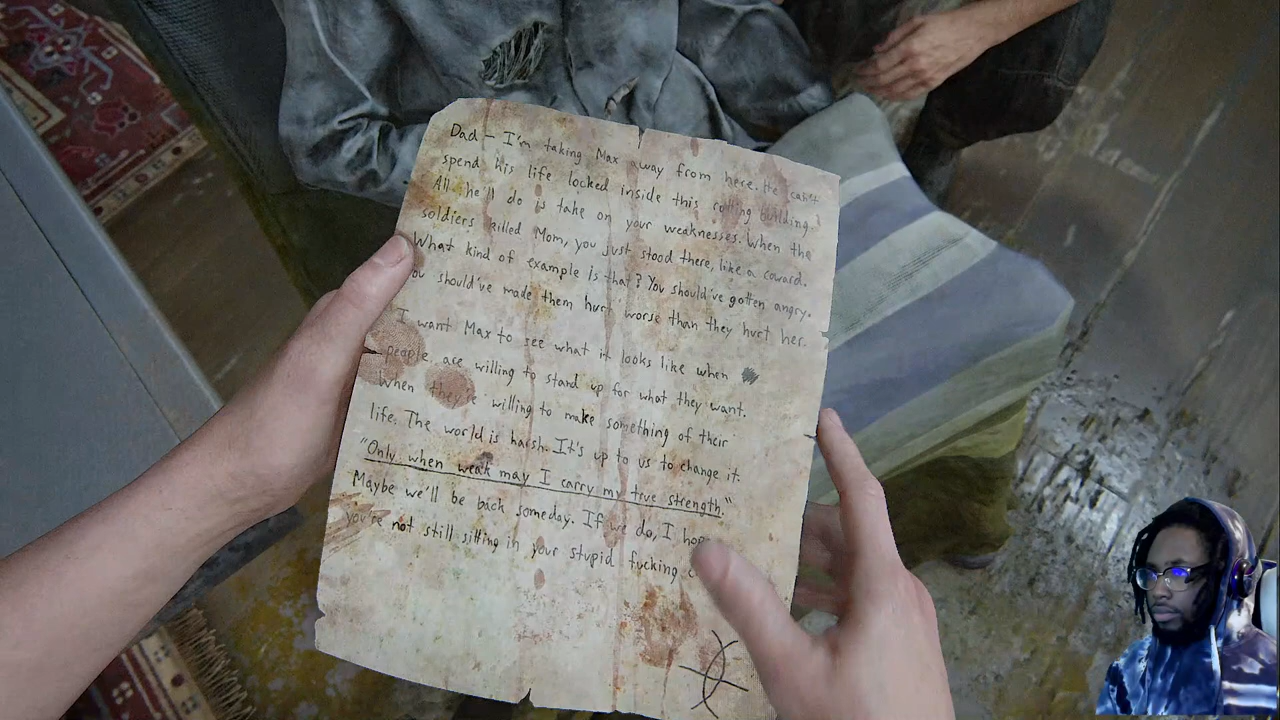 Dad – I'm taking Max away from here. He can't
spend his life locked inside this rotting building.
All he'll do is take on your weaknesses. When the
soldiers killed Mom, you just stood there, like a coward.
What kind of example is that? You should've gotten angry.
You should've made them hurt worse than they hurt her.
I want Max to see what it looks like when
people are willing to stand up for what they want.
When they're willing to make something of their
life. The world is harsh. It's up to us to change it.
"Only when weak may I carry my true strength."
Maybe we'll be back someday. If we do, I hope
you're not still sitting in your stupid fucking